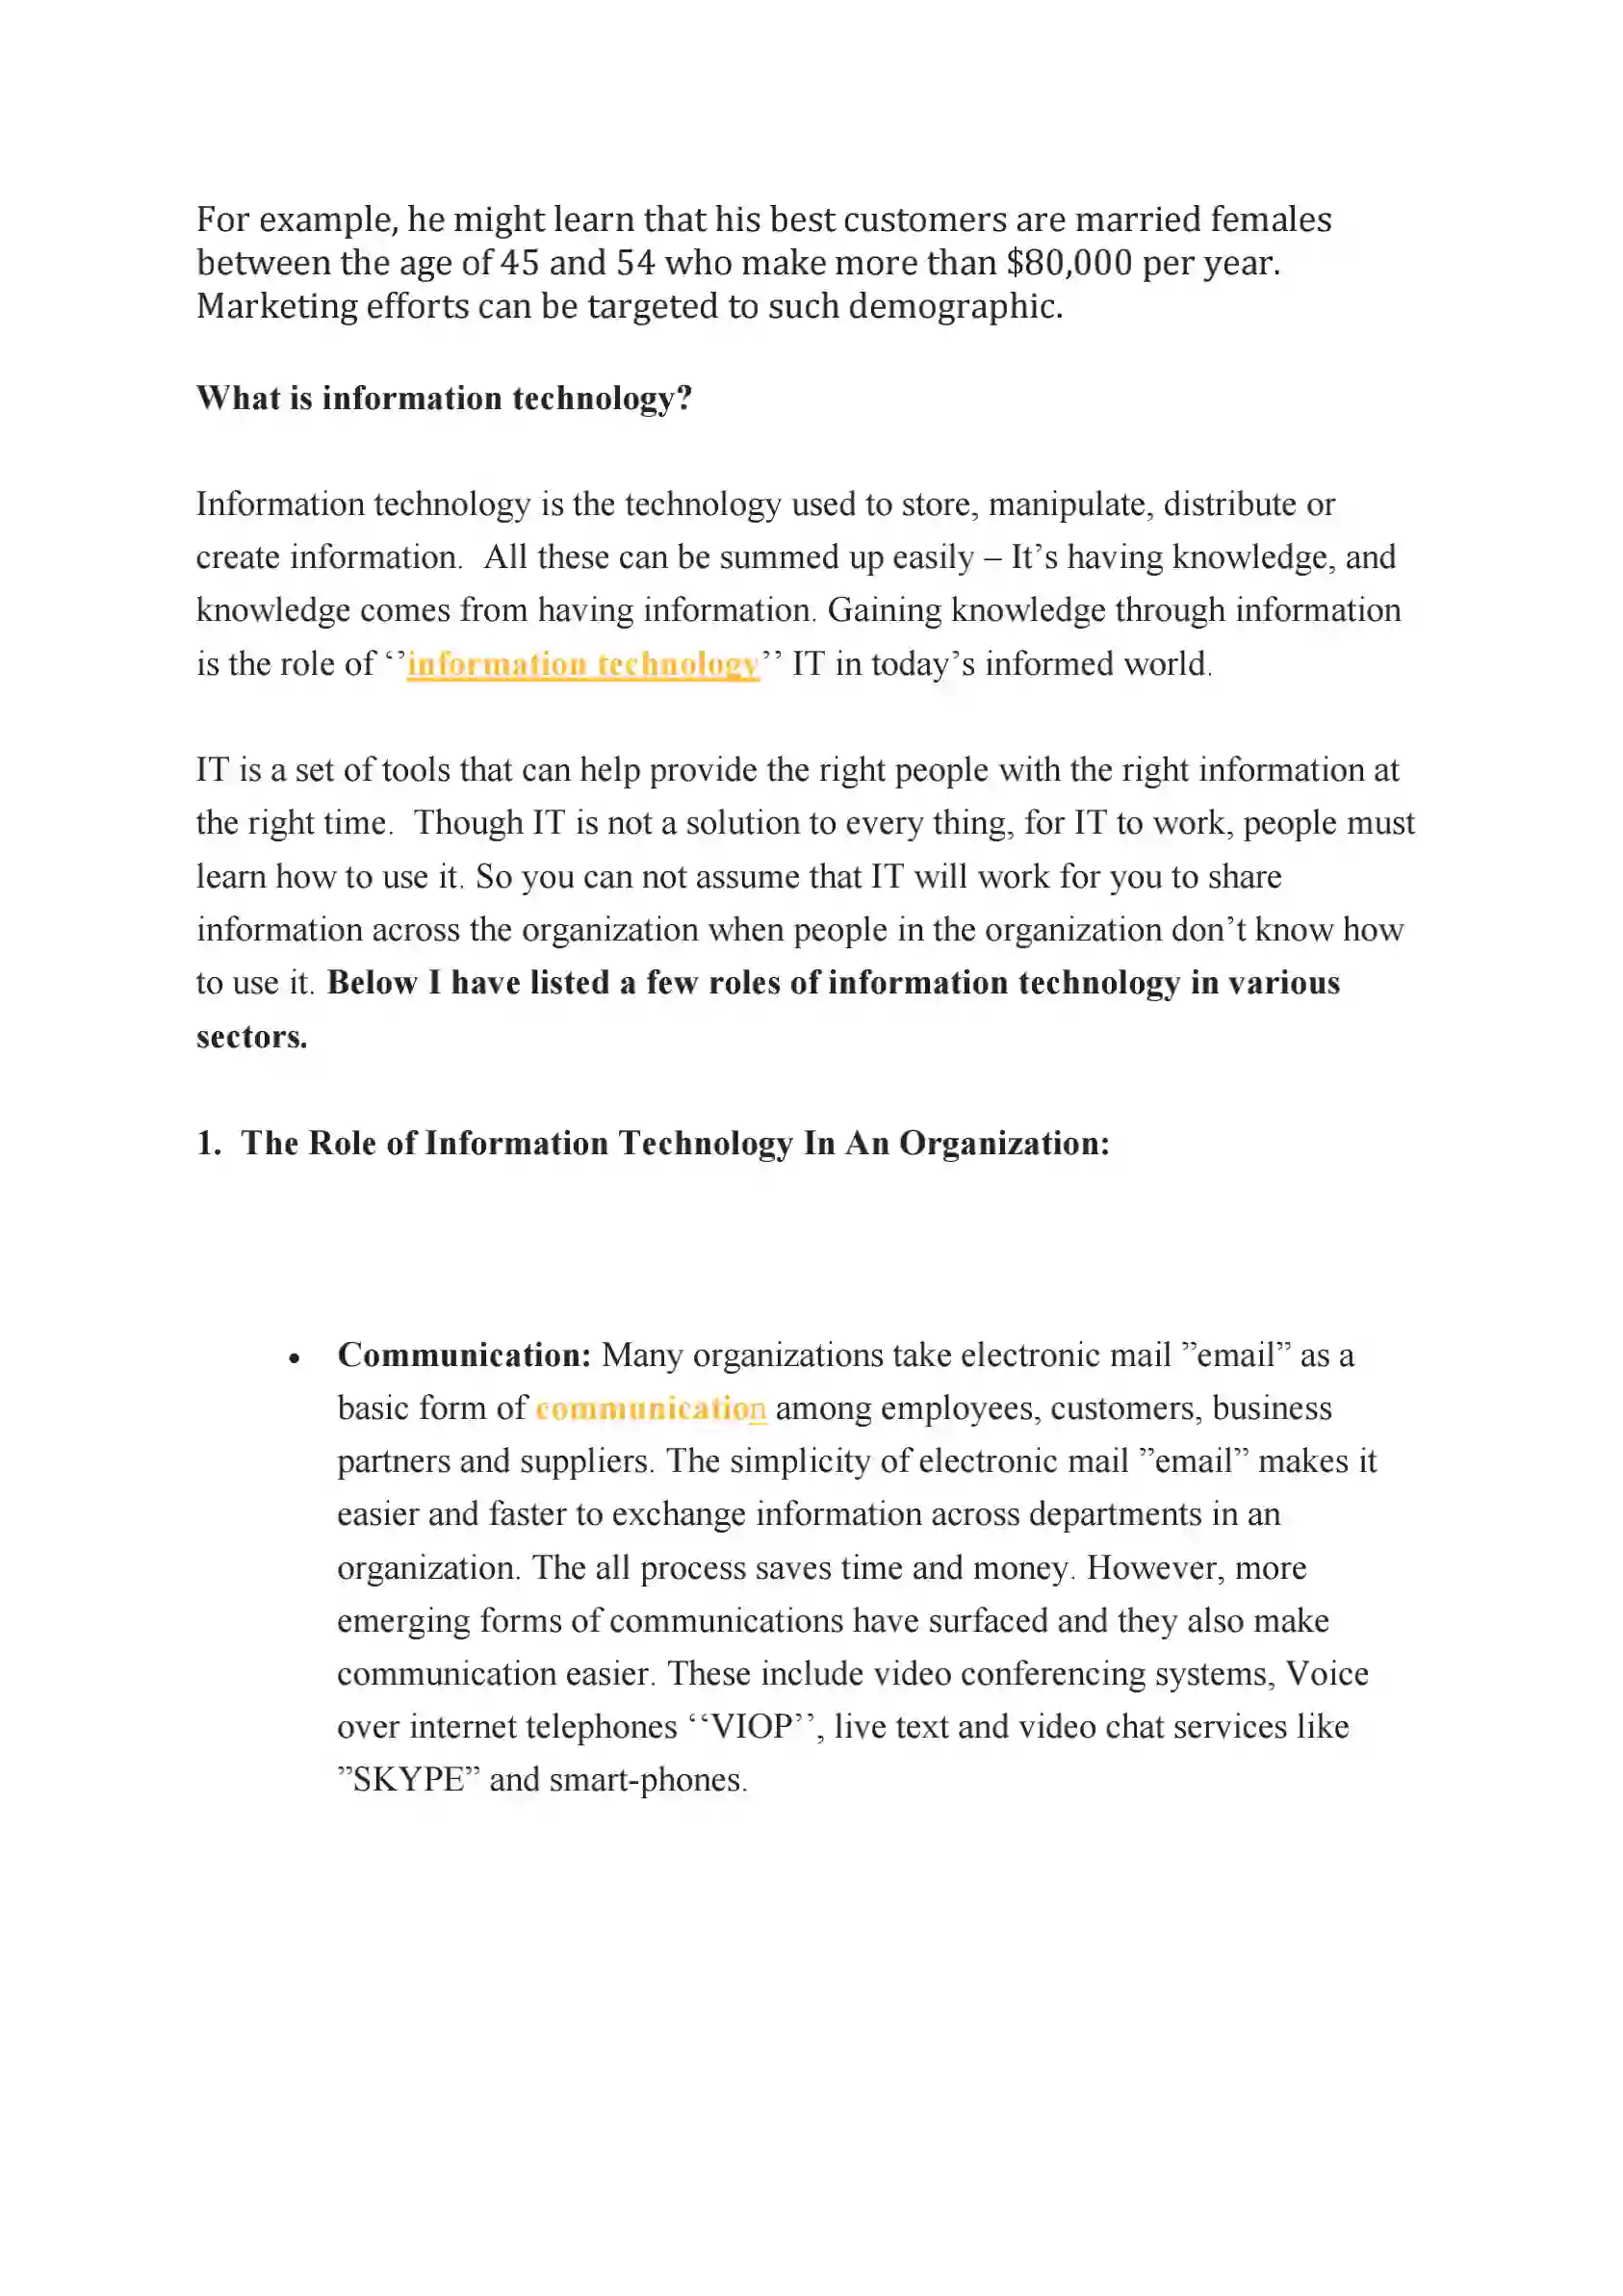 For example, he might learn that his best customers are married females
between the age of 45 and 54 who make more than $80,000 per year.
Marketing efforts can be targeted to such demographic.
What is information technology?
Information technology is the technology used to store, manipulate, distribute or
create information.  All these can be summed up easily – It’s having knowledge, and
knowledge comes from having information. Gaining knowledge through information
is the role of ‘’information technology’’ IT in today’s informed world.
IT is a set of tools that can help provide the right people with the right information at
the right time.  Though IT is not a solution to every thing, for IT to work, people must
learn how to use it. So you can not assume that IT will work for you to share
information across the organization when people in the organization don’t know how
to use it. Below I have listed a few roles of information technology in various
sectors.
1.  The Role of Information Technology In An Organization:
• Communication: Many organizations take electronic mail ”email” as a
basic form of communication among employees, customers, business
partners and suppliers. The simplicity of electronic mail ”email” makes it
easier and faster to exchange information across departments in an
organization. The all process saves time and money. However, more
emerging forms of communications have surfaced and they also make
communication easier. These include video conferencing systems, Voice
over internet telephones ‘‘VIOP’’, live text and video chat services like
”SKYPE” and smart-phones.